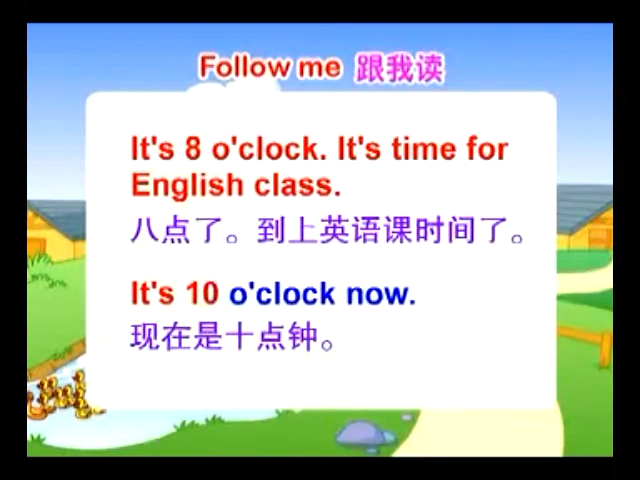 Follow me 跟我读
It's 8 o'clock. It's time for
English class.
八点了。到上英语课时间了。
It's 10 o'clock now.
现在是十点钟。